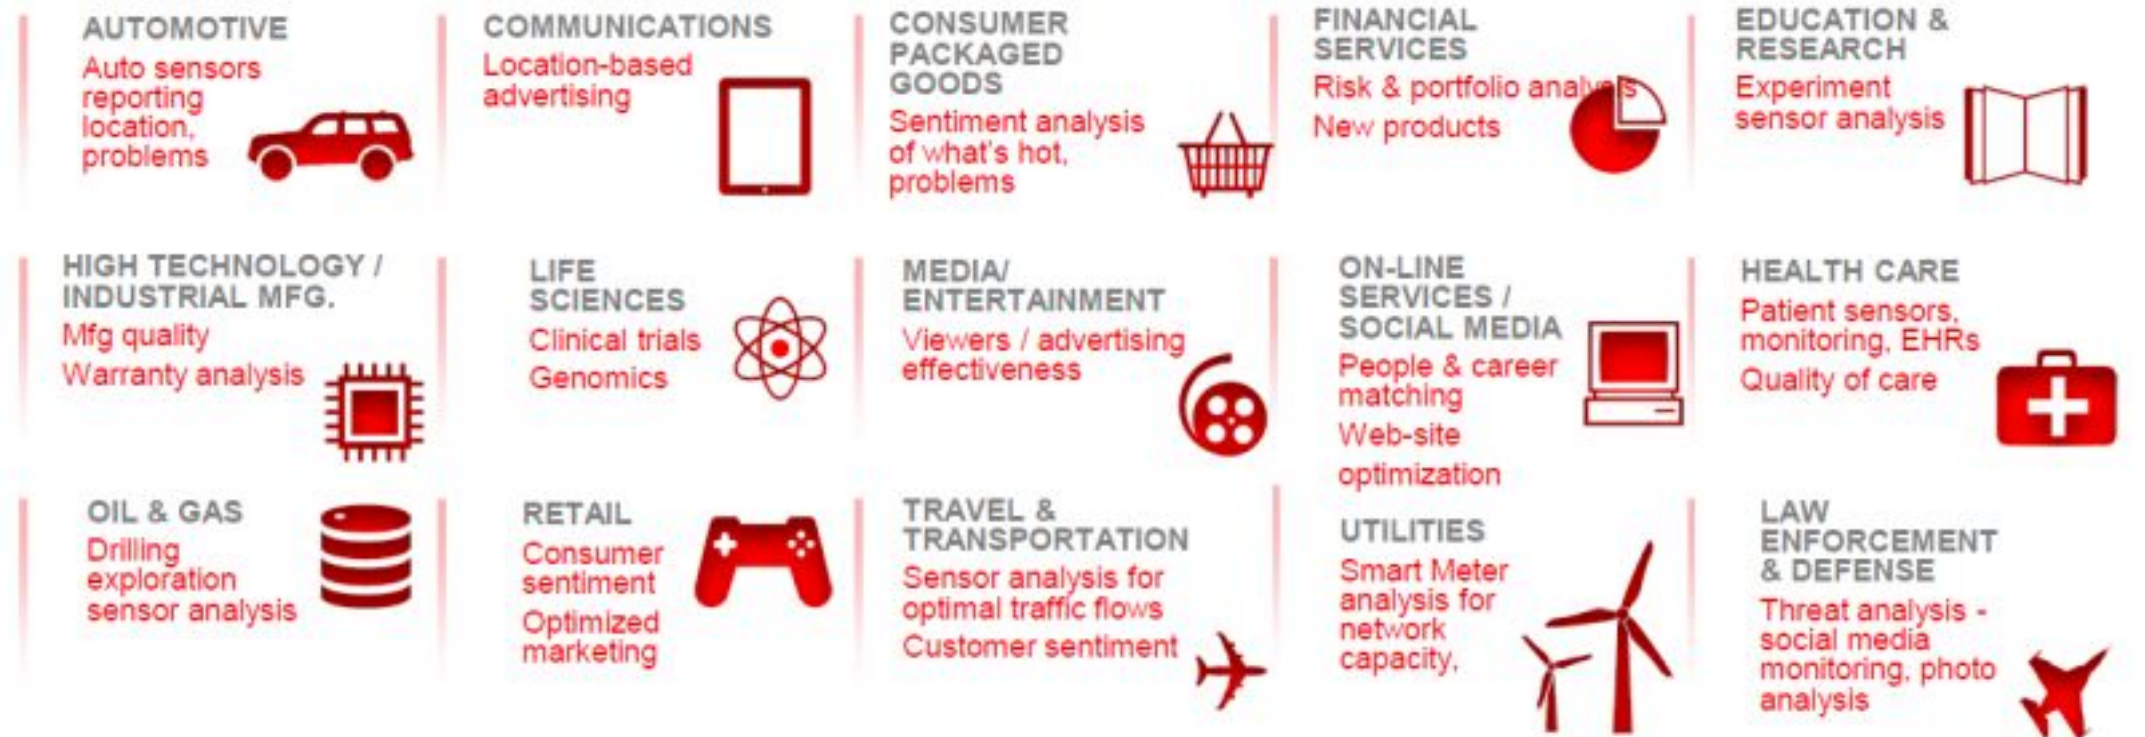 AUTOMOTIVE
Auto sensors
reporting
location,
problems
COMMUNICATIONS
Location-based
advertising
CONSUMER
PACKAGED
GOODS
Sentiment analysis
of what's hot,
problems
FINANCIAL
SERVICES
Risk & portfolio analysis
New products
EDUCATION &
RESEARCH
Experiment
sensor analysis
HIGH TECHNOLOGY /
INDUSTRIAL MFG.
Mfg quality
Warranty analysis
LIFE
SCIENCES
Clinical trials
Genomics
MEDIA/
ENTERTAINMENT
Viewers / advertising
effectiveness
ON-LINE
SERVICES /
SOCIAL MEDIA
People & career
matching
Web-site
optimization
HEALTH CARE
Patient sensors,
monitoring, EHRs
Quality of care
OIL & GAS
Drilling
exploration
sensor analysis
RETAIL
Consumer
sentiment
Optimized
marketing
TRAVEL &
TRANSPORTATION
Sensor analysis for
optimal traffic flows
Customer sentiment
UTILITIES
Smart Meter
analysis for
network
capacity,
LAW
ENFORCEMENT
& DEFENSE
Threat analysis -
social media
monitoring, photo
analysis